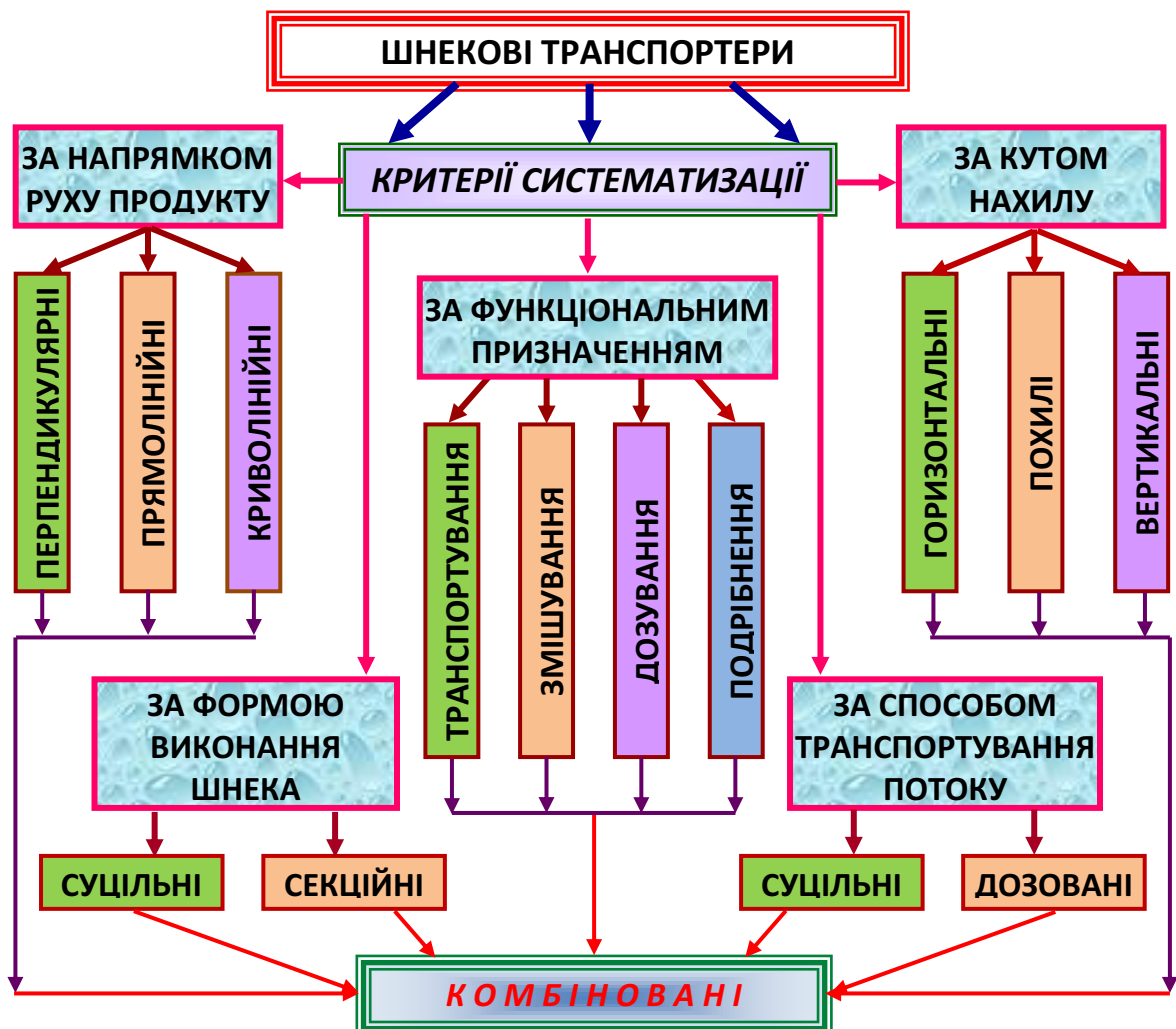 ШНЕКОВІ ТРАНСПОРТЕРИ
КРИТЕРІЇ СИСТЕМАТИЗАЦІЇ
ЗА НАПРЯМКОМ
РУХУ ПРОДУКТУ
ПЕРПЕНДИКУЛЯРНІ
ПРЯМОЛІНІЙНІ
КРИВОЛІНІЙНІ
ЗА ФУНКЦІОНАЛЬНИМ
ПРИЗНАЧЕННЯМ
ТРАНСПОРТУВАННЯ
ЗМІШУВАННЯ
ДОЗУВАННЯ
ПОДРІБНЕННЯ
ЗА КУТОМ
НАХИЛУ
ГОРИЗОНТАЛЬНІ
ПОХИЛІ
ВЕРТИКАЛЬНІ
ЗА ФОРМОЮ
ВИКОНАННЯ
ШНЕКА
СУЦІЛЬНІ
СЕКЦІЙНІ
ЗА СПОСОБОМ
ТРАНСПОРТУВАННЯ
ПОТОКУ
СУЦІЛЬНІ
ДОЗОВАНІ
КОМБІНОВАНІ